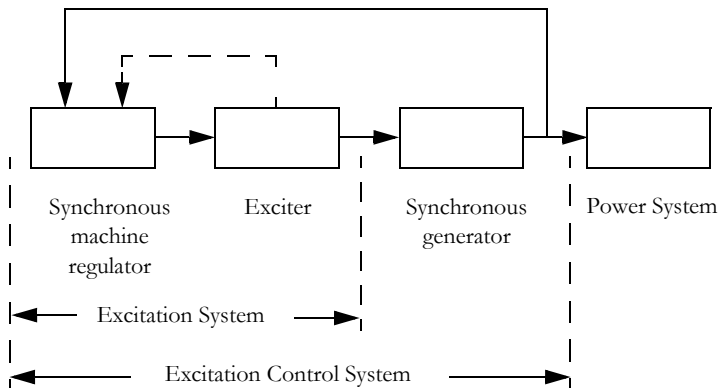 Synchronous
machine
regulator
Exciter
Synchronous
generator
Power System
Excitation System
Excitation Control System